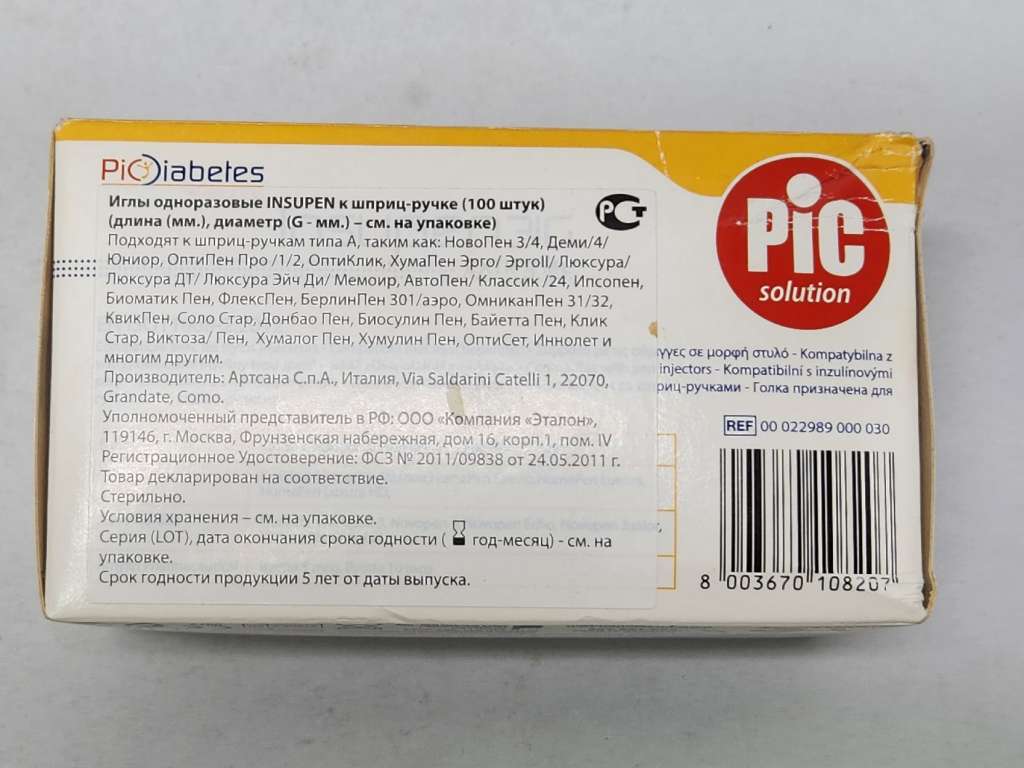 PiC Diabetes
Иглы одноразовые INSUPEN к шприц-ручке (100 штук)
(длина (мм.), диаметр (G - мм.) – см. на упаковке)
Подходят к шприц-ручкам типа А, таким как: НовоПен 3/4, Деми/4/
Юниор, ОптиПен Про /1/2, ОптиКлик, ХумаПен Эрго/ Эргоll/ Люксура/
Люксура ДТ/ Люксура Эйч Ди/ Мемоир, АвтоПен/ Классик /24, Ипсопен,
Биоматик Пен, ФлексПен, БерлинПен 301/аэро, ОмниканПен 31/32,
КвикПен, Соло Стар, Донбао Пен, Биосулин Пен, Байетта Пен, Клик
Стар, Виктоза/ Пен, Хумалог Пен, Хумулин Пен, ОптиСет, Иннолет и
многим другим.
Производитель: Артсана С.п.А., Италия, Via Saldarini Catelli 1, 22070,
Grandate, Como.
Уполномоченный представитель в РФ: ООО «Компания «Эталон»,
119146, г. Москва, Фрунзенская набережная, дом 16, корп.1, пом. IV
Регистрационное Удостоверение: ФСЗ № 2011/09838 от 24.05.2011 г.
Товар декларирован на соответствие.
Стерильно.
Условия хранения – см. на упаковке.
Серия (LOT), дата окончания срока годности ( год-месяц) - см. на
упаковке.
Срок годности продукции 5 лет от даты выпуска.
РСТ
PiC
solution
σε μορφή στυλό - Kompatybilna z
injectors - Kompatibilní s inzulínovými
- Голка призначена для
REF 00 022989 000 030
8 003670 108207